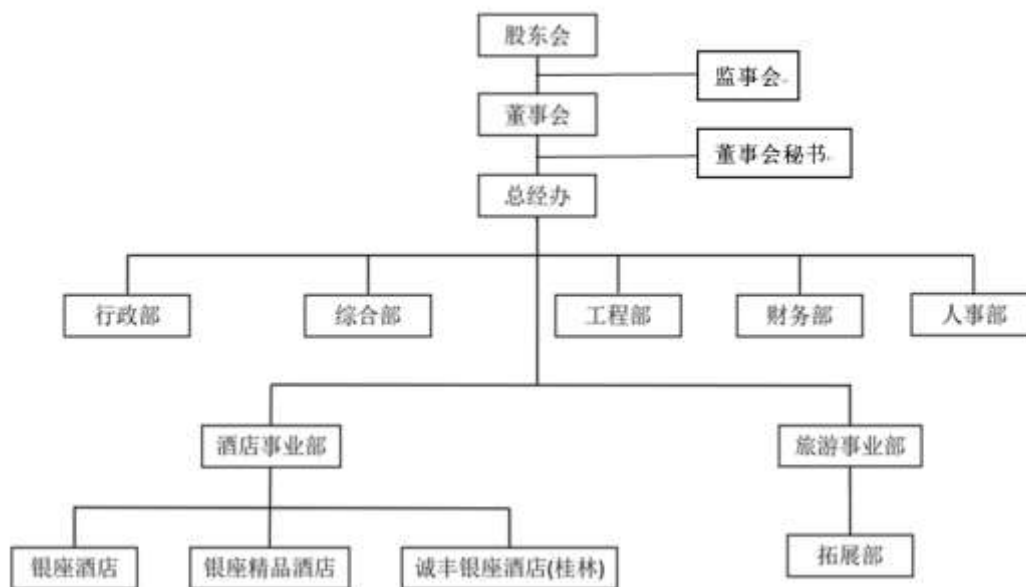 股东会
监事会
董事会
董事会秘书
总经办
行政部
综合部
工程部
财务部
人事部
酒店事业部
旅游事业部
银座酒店
银座精品酒店
诚丰银座酒店(桂林)
拓展部